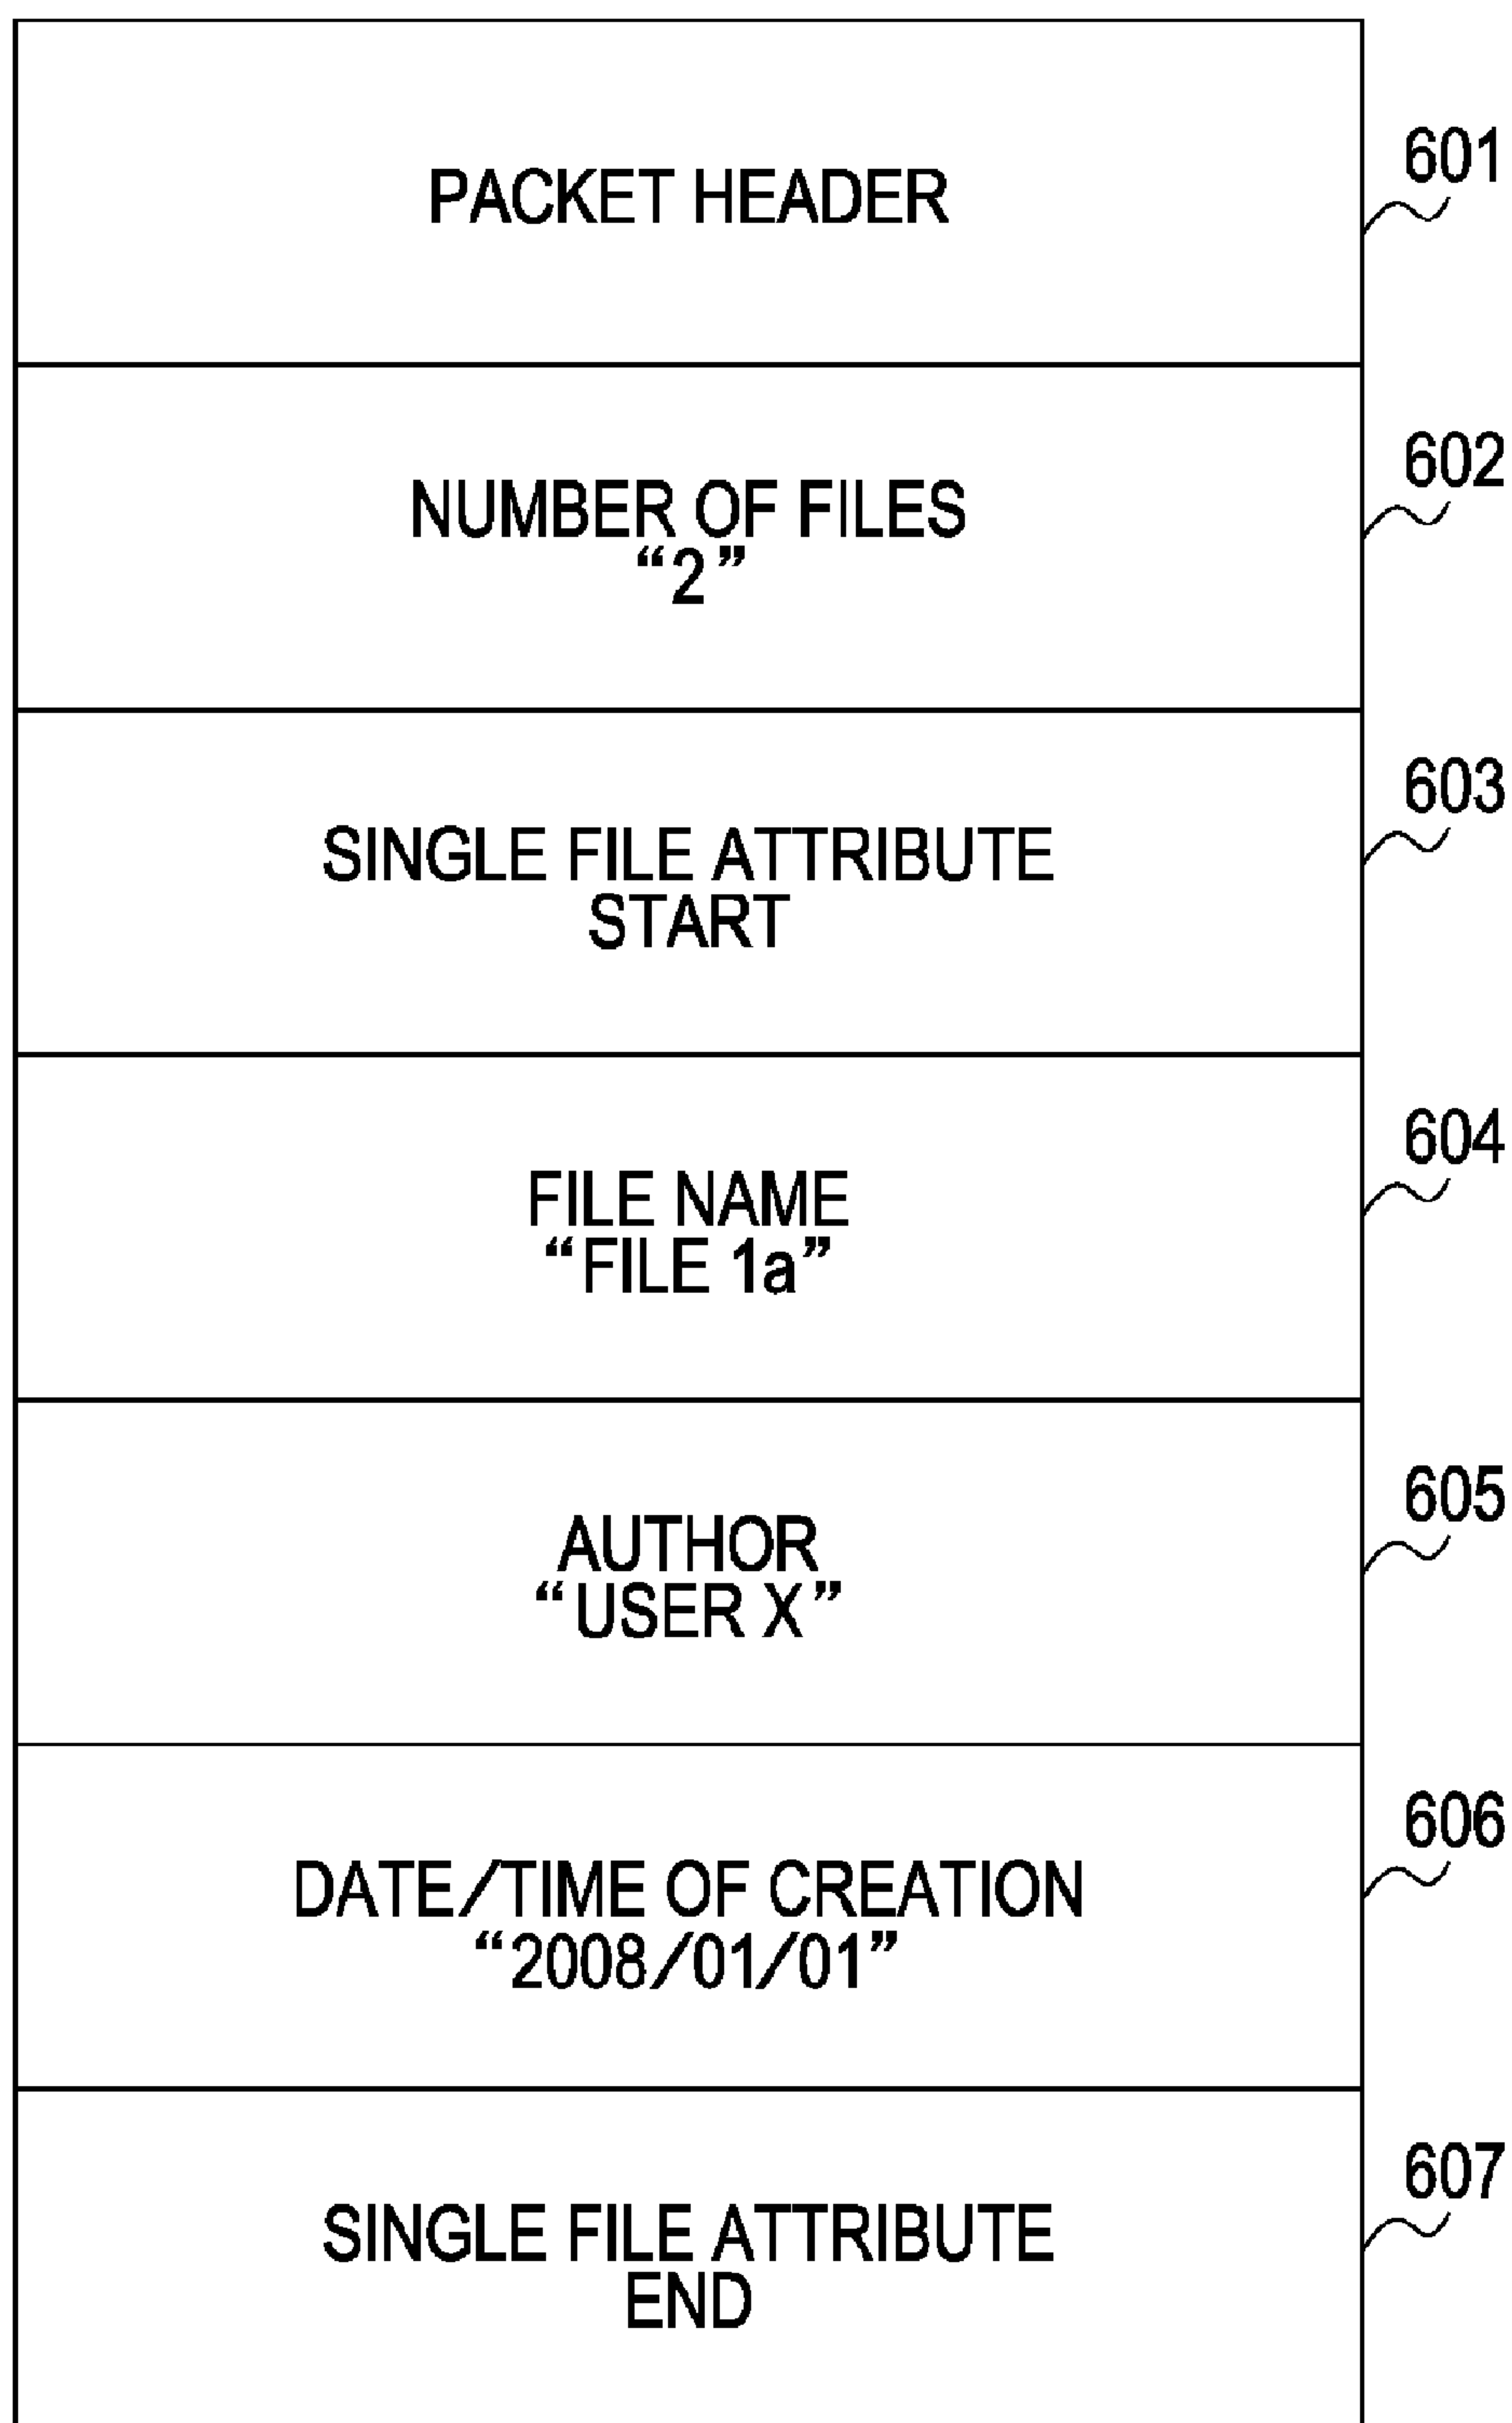 PACKET HEADER
601
NUMBER OF FILES
“2”
602
SINGLE FILE ATTRIBUTE
START
603
FILE NAME
“FILE 1a”
604
AUTHOR
“USER X”
605
DATE/TIME OF CREATION
“2008/01/01”
606
SINGLE FILE ATTRIBUTE
END
607